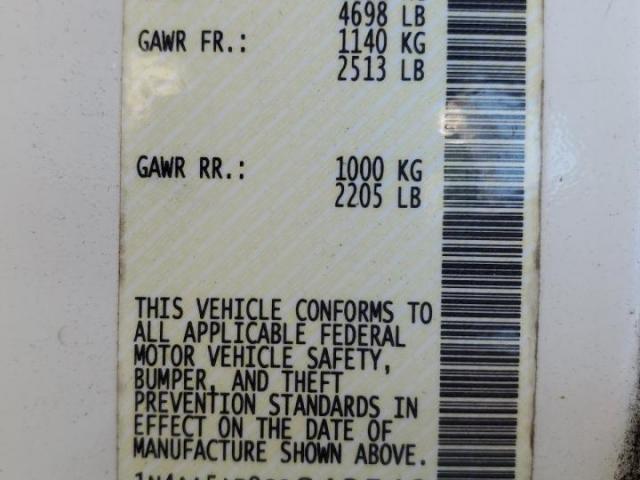 4698 LB
GAWR FR.: 1140 KG
2513 LB
GAWR RR.: 1000 KG
2205 LB
THIS VEHICLE CONFORMS TO
ALL APPLICABLE FEDERAL
MOTOR VEHICLE SAFETY,
BUMPER, AND THEFT
PREVENTION STANDARDS IN
EFFECT ON THE DATE OF
MANUFACTURE SHOWN ABOVE.